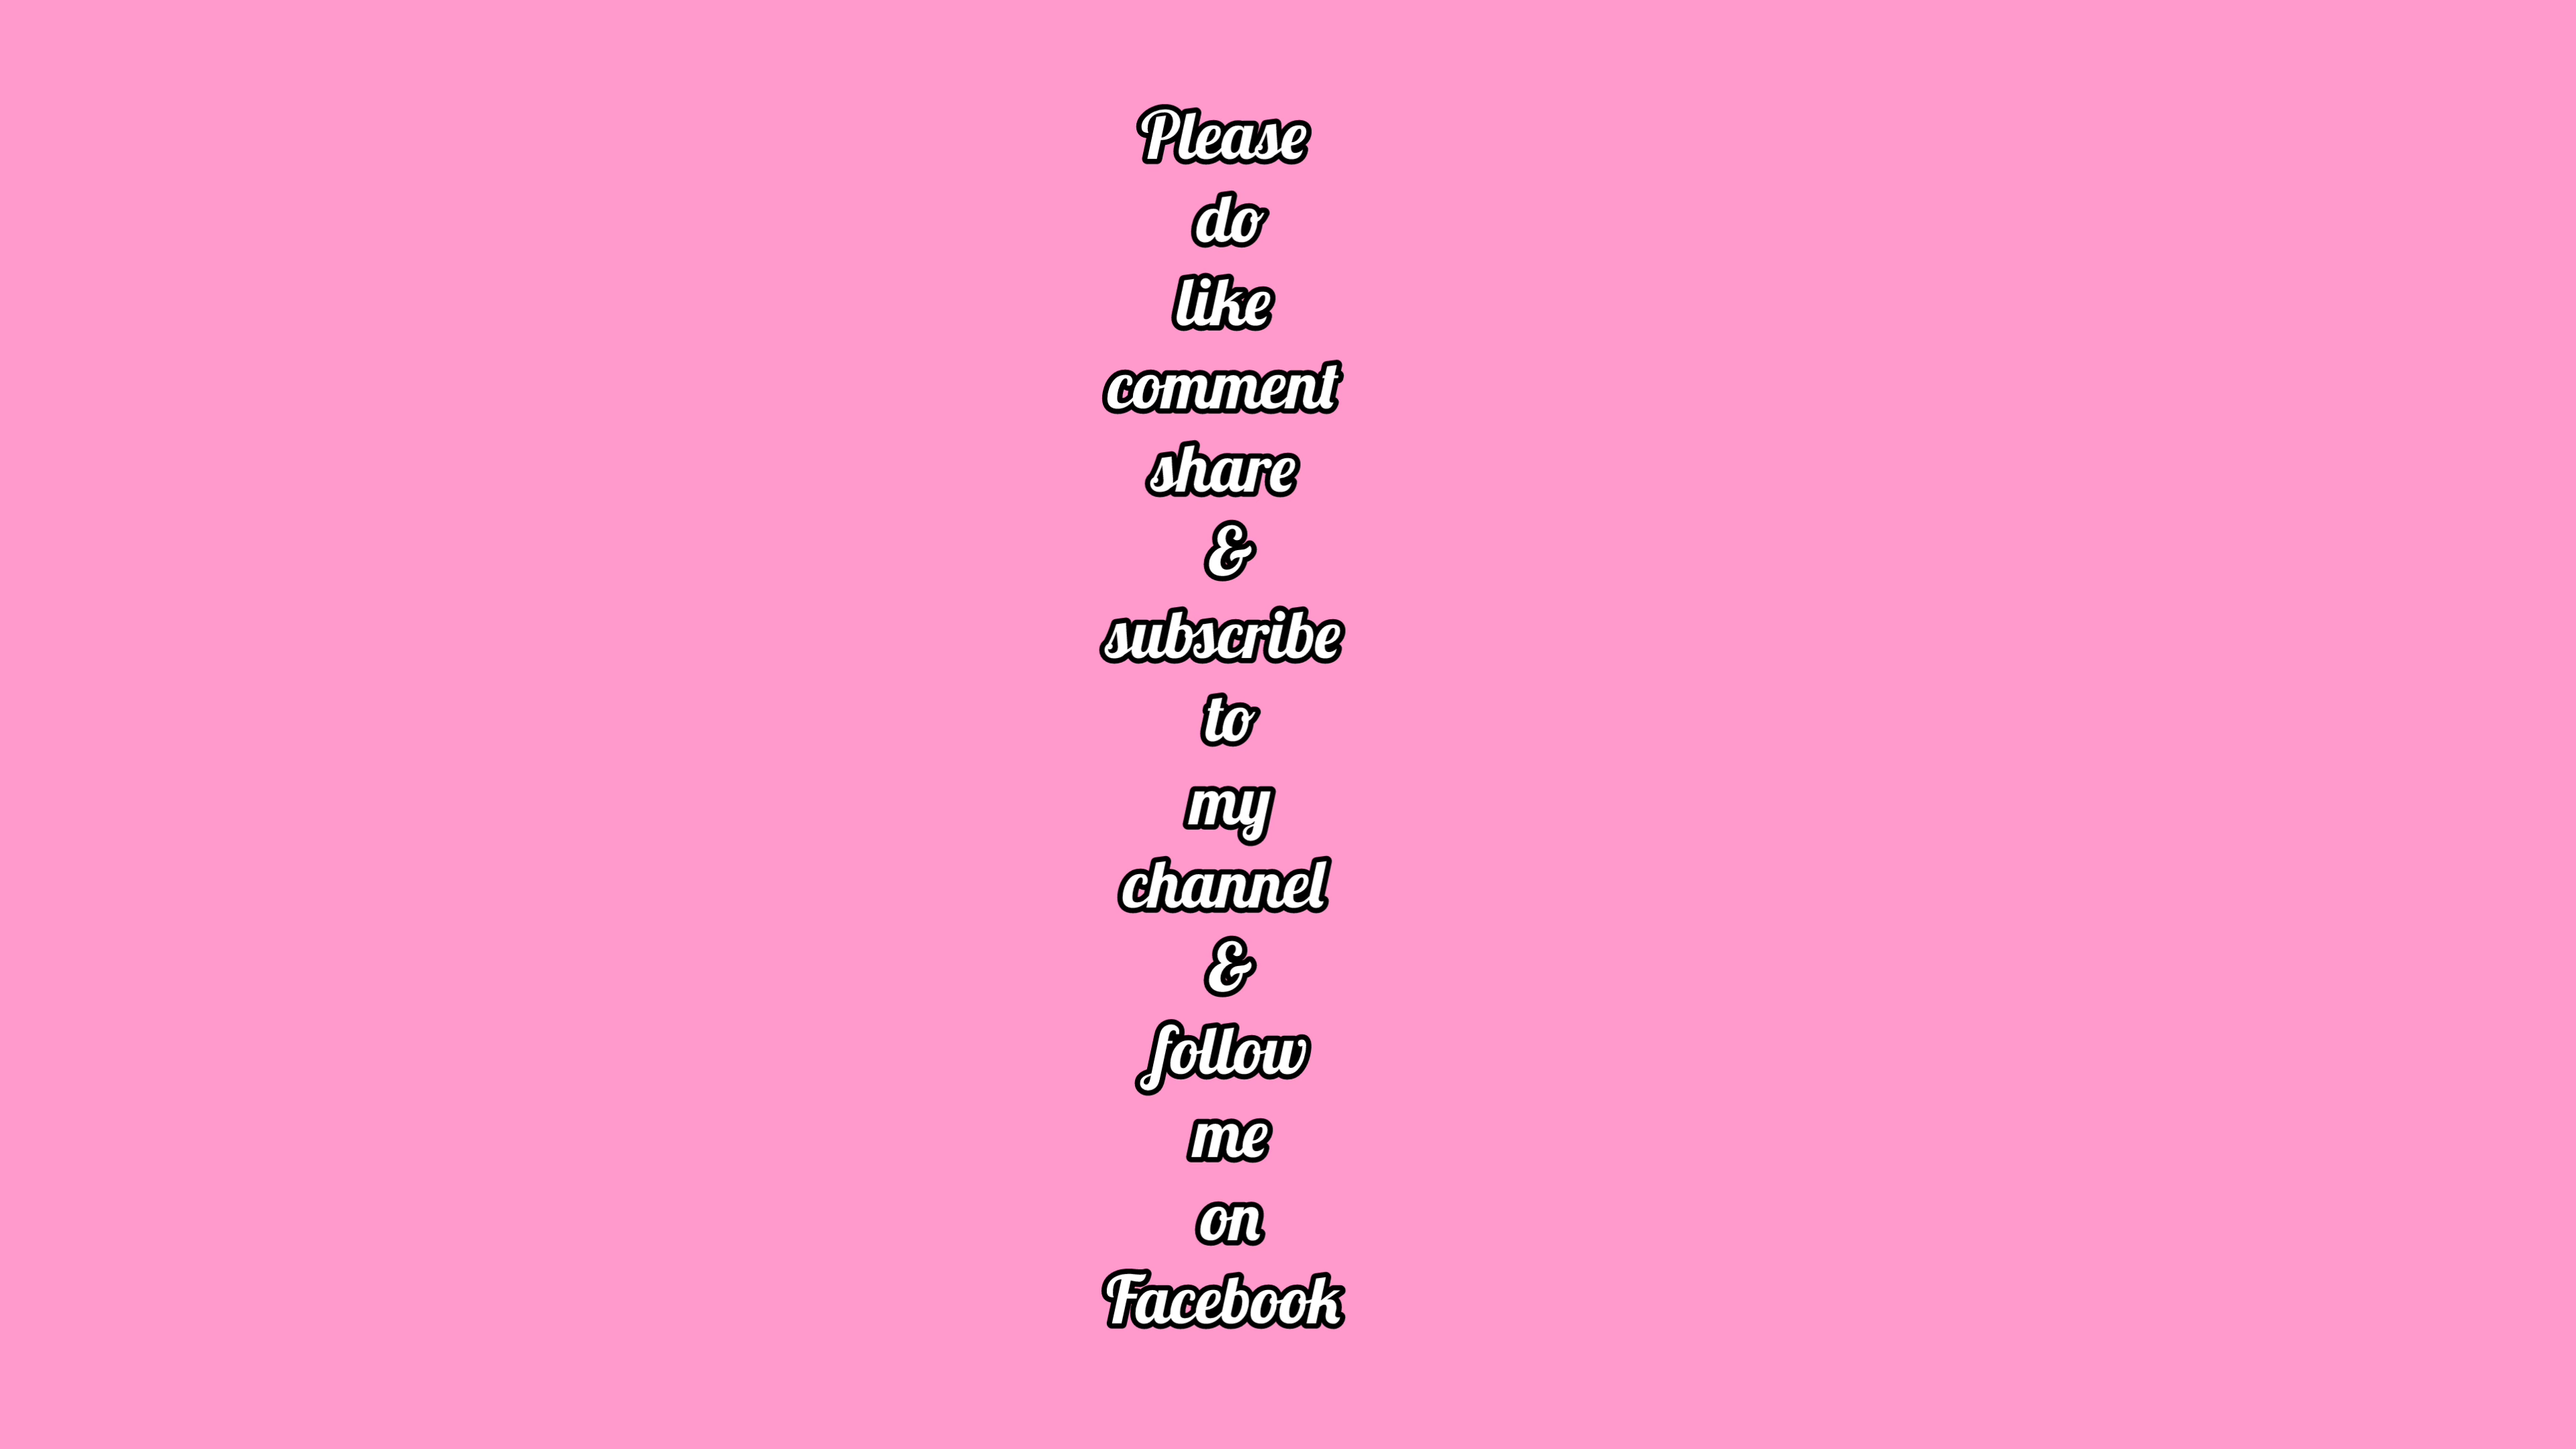 Please
do
like
comment
share
&
subscribe
to
my
channel
&
follow
me
on
Facebook